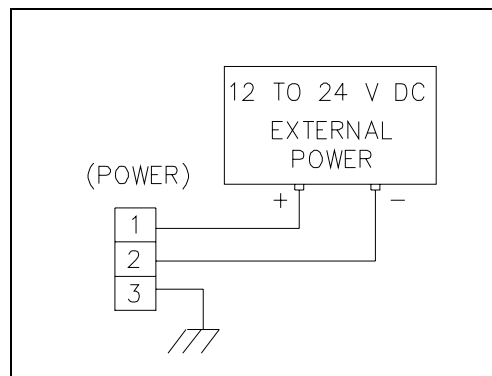 12 TO 24 V DC
EXTERNAL
POWER
(POWER)
+ −
1
2
3